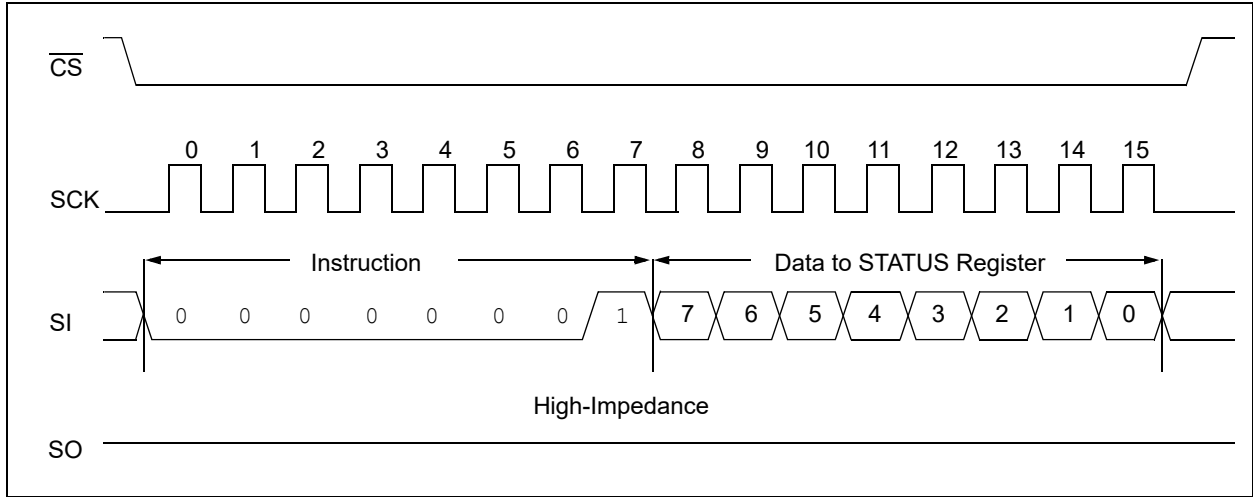 CS
0 1 2 3 4 5 6 7 8 9 10 11 12 13 14 15
SCK
Instruction Data to STATUS Register
SI 0 0 0 0 0 0 0 1 7 6 5 4 3 2 1 0
High-Impedance
SO